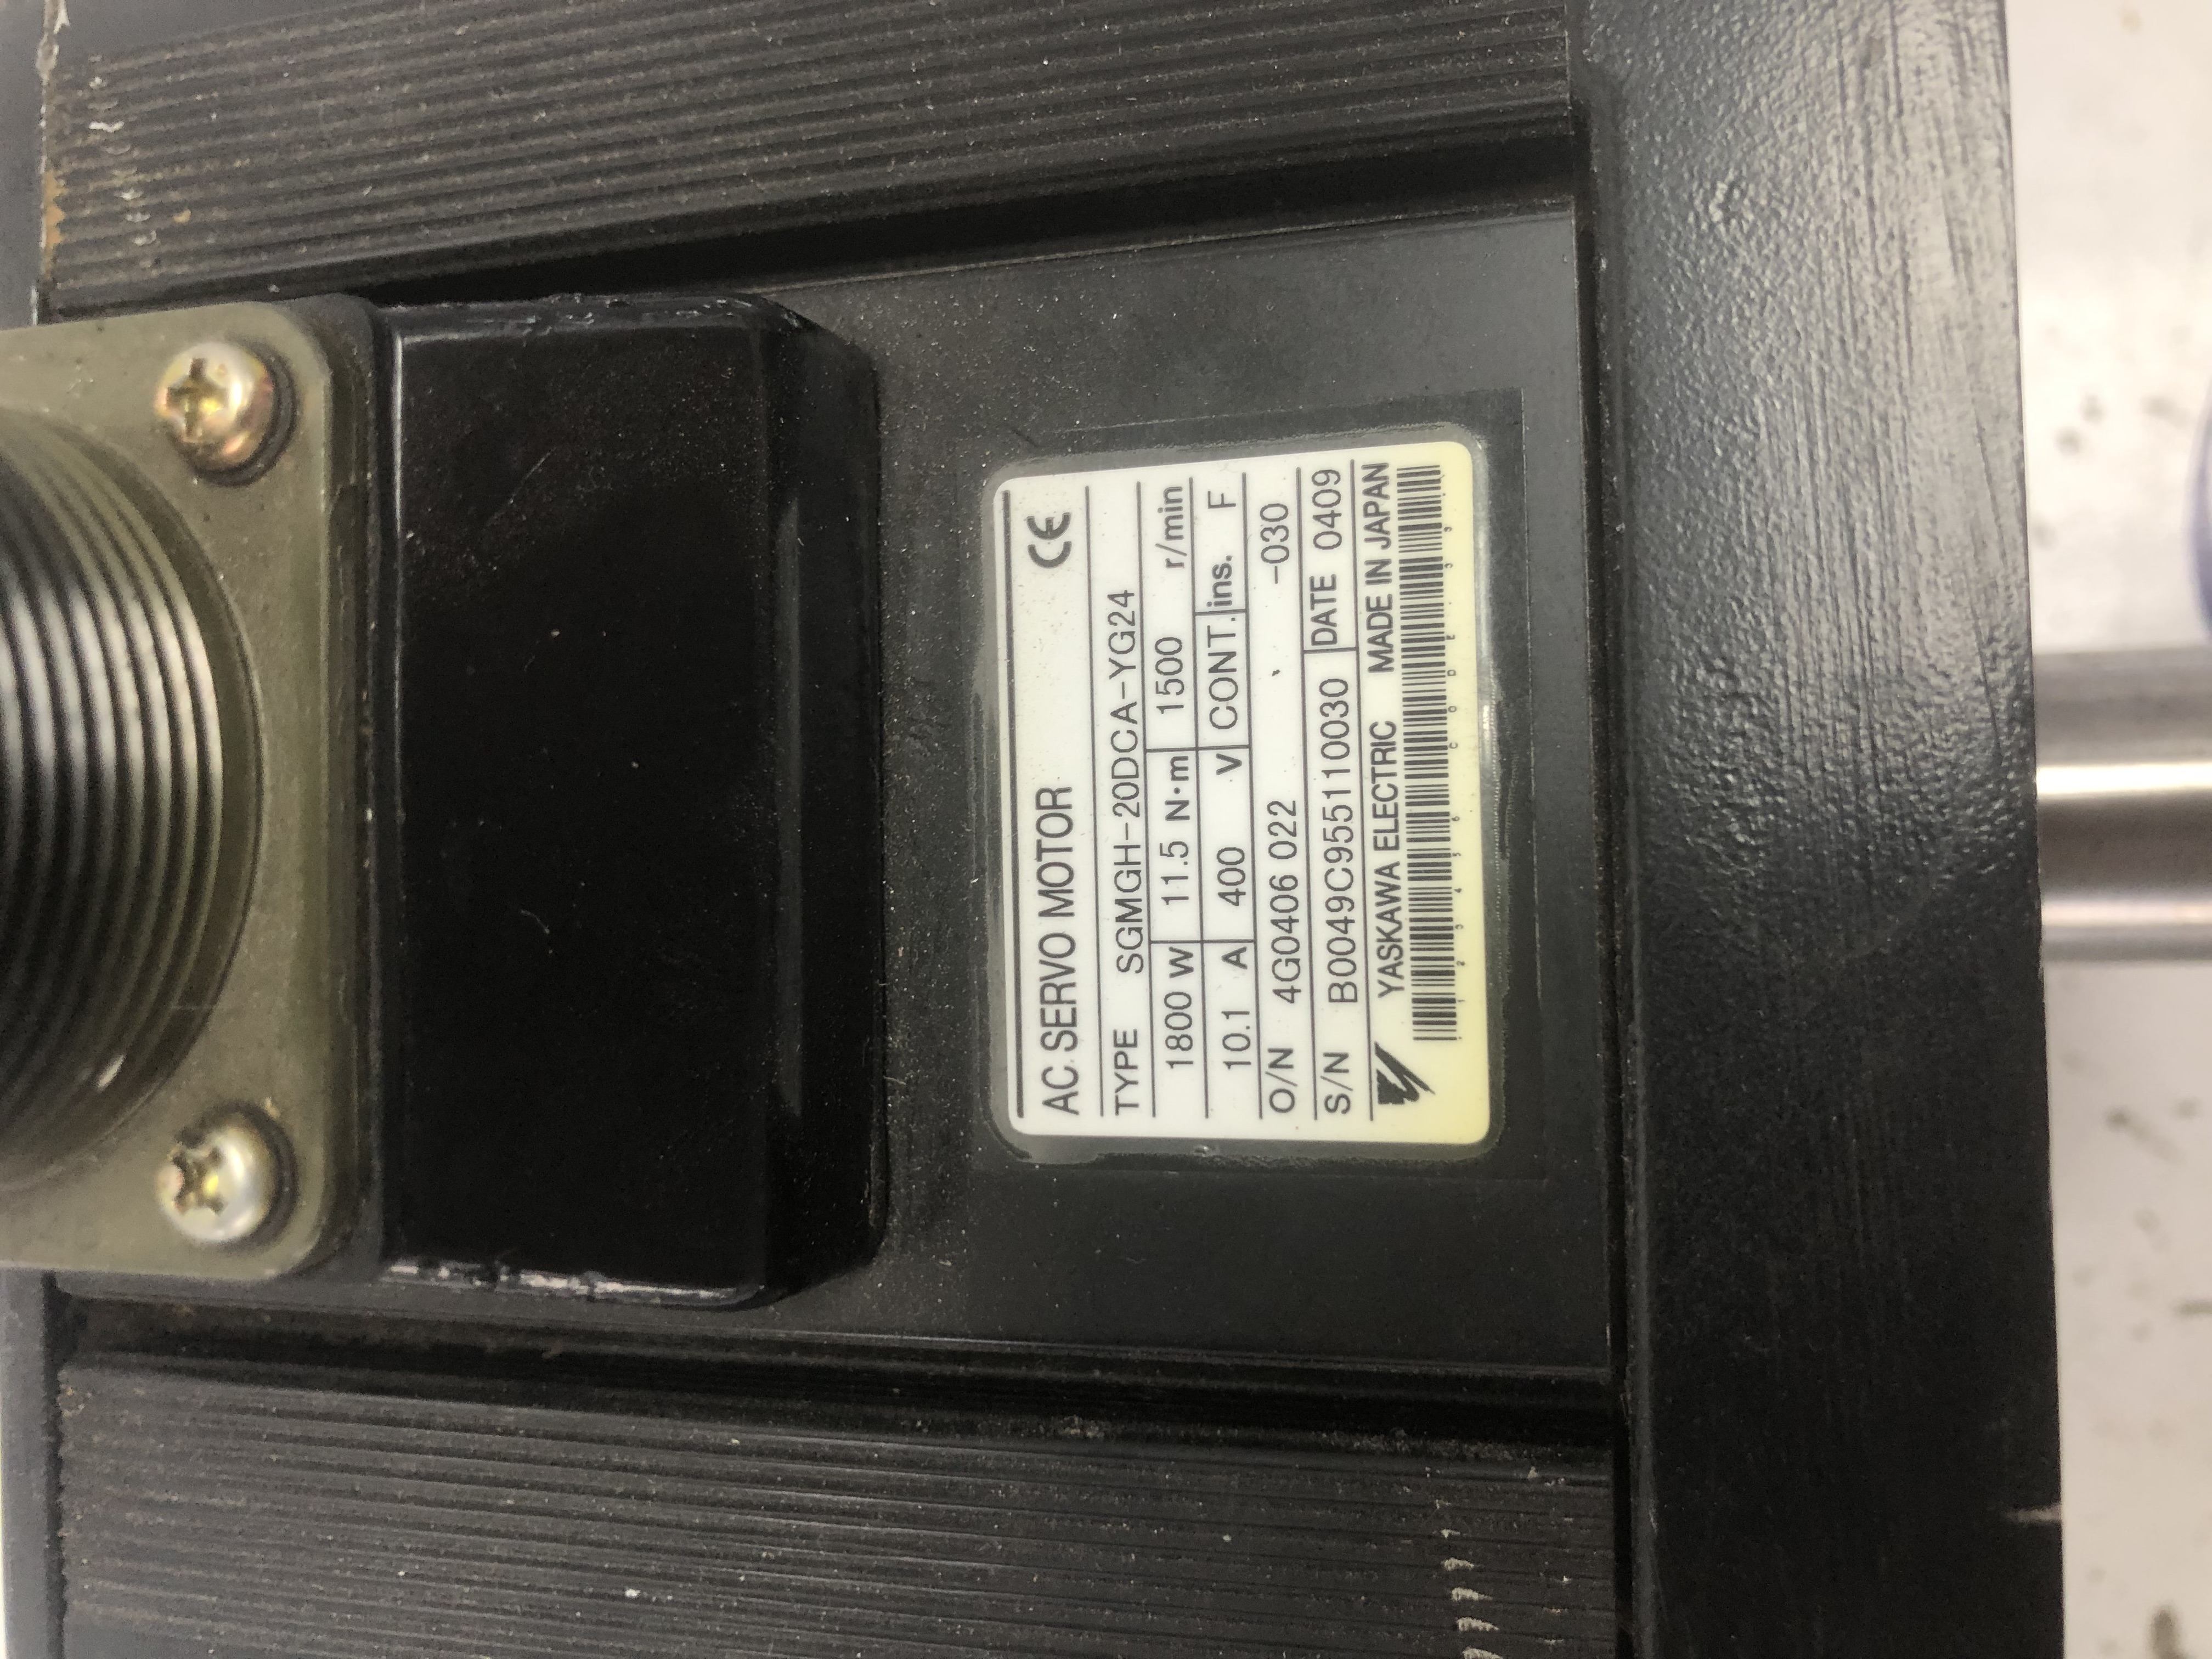 AC SERVO MOTOR CE
TYPE SGMGH-20DCA-YG24
1800 W 11.5 N·m 1500 r/min
10.1 A 400 V CONT. ins. F
O/N 4G0406 022 -030
S/N B0049C955110030 DATE 0409
YASKAWA ELECTRIC MADE IN JAPAN